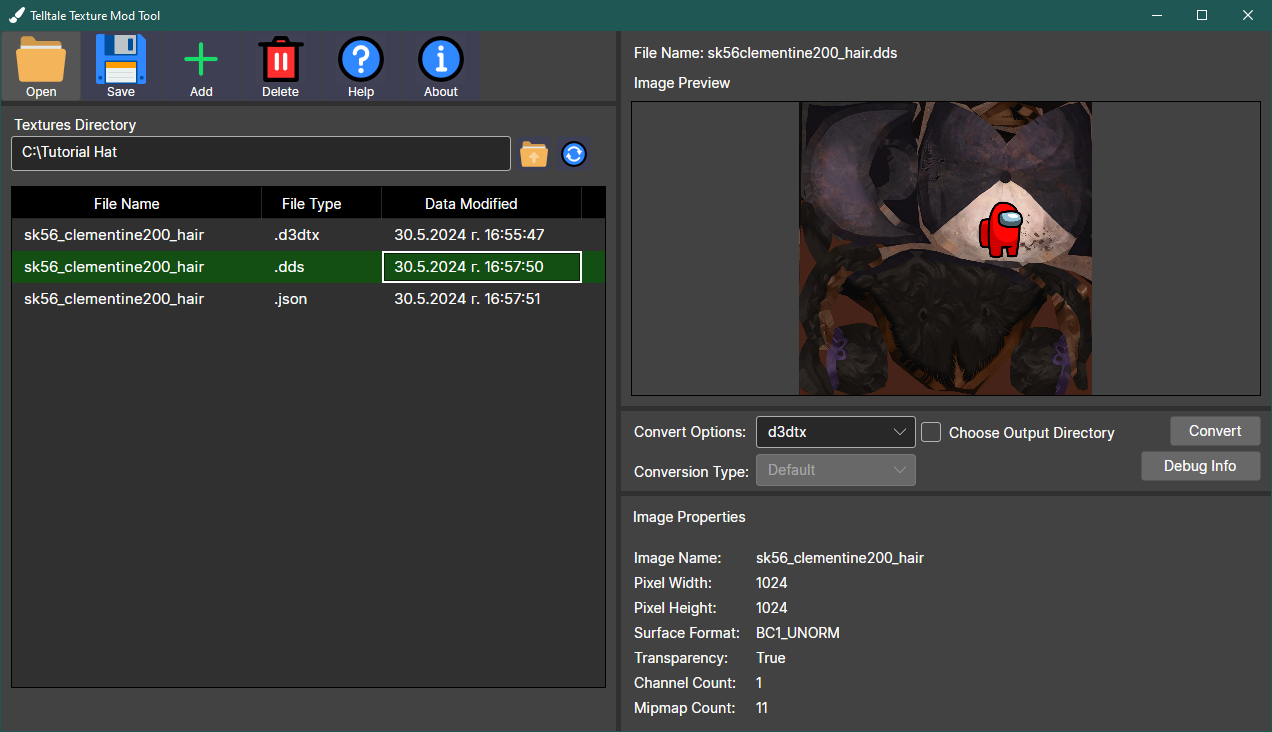 Telltale Texture Mod Tool
Open Save Add Delete Help About
Textures Directory
C:\Tutorial Hat
File Name File Type Data Modified
sk56_clementine200_hair .d3dtx 30.5.2024 г. 16:55:47
sk56_clementine200_hair .dds 30.5.2024 г. 16:57:50
sk56_clementine200_hair .json 30.5.2024 г. 16:57:51
File Name: sk56clementine200_hair.dds
Image Preview
Convert Options: d3dtx Choose Output Directory Convert
Conversion Type: Default Debug Info
Image Properties
Image Name: sk56_clementine200_hair
Pixel Width: 1024
Pixel Height: 1024
Surface Format: BC1_UNORM
Transparency: True
Channel Count: 1
Mipmap Count: 11